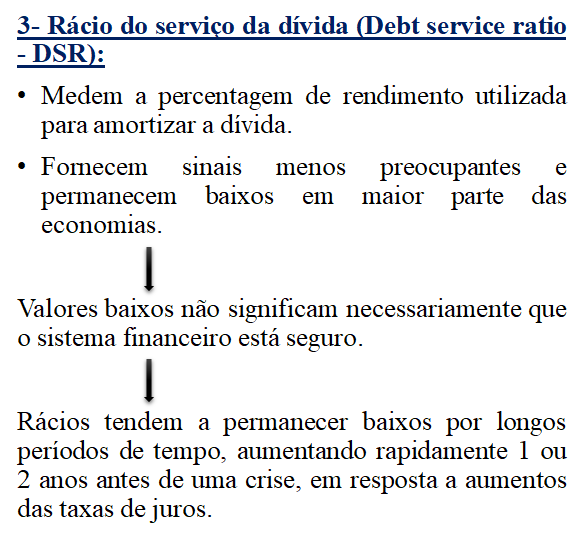 3- Rácio do serviço da dívida (Debt service ratio
- DSR):
• Medem a percentagem de rendimento utilizada
para amortizar a dívida.
• Fornecem sinais menos preocupantes e
permanecem baixos em maior parte das
economias.
Valores baixos não significam necessariamente que
o sistema financeiro está seguro.
Rácios tendem a permanecer baixos por longos
períodos de tempo, aumentando rapidamente 1 ou
2 anos antes de uma crise, em resposta a aumentos
das taxas de juros.